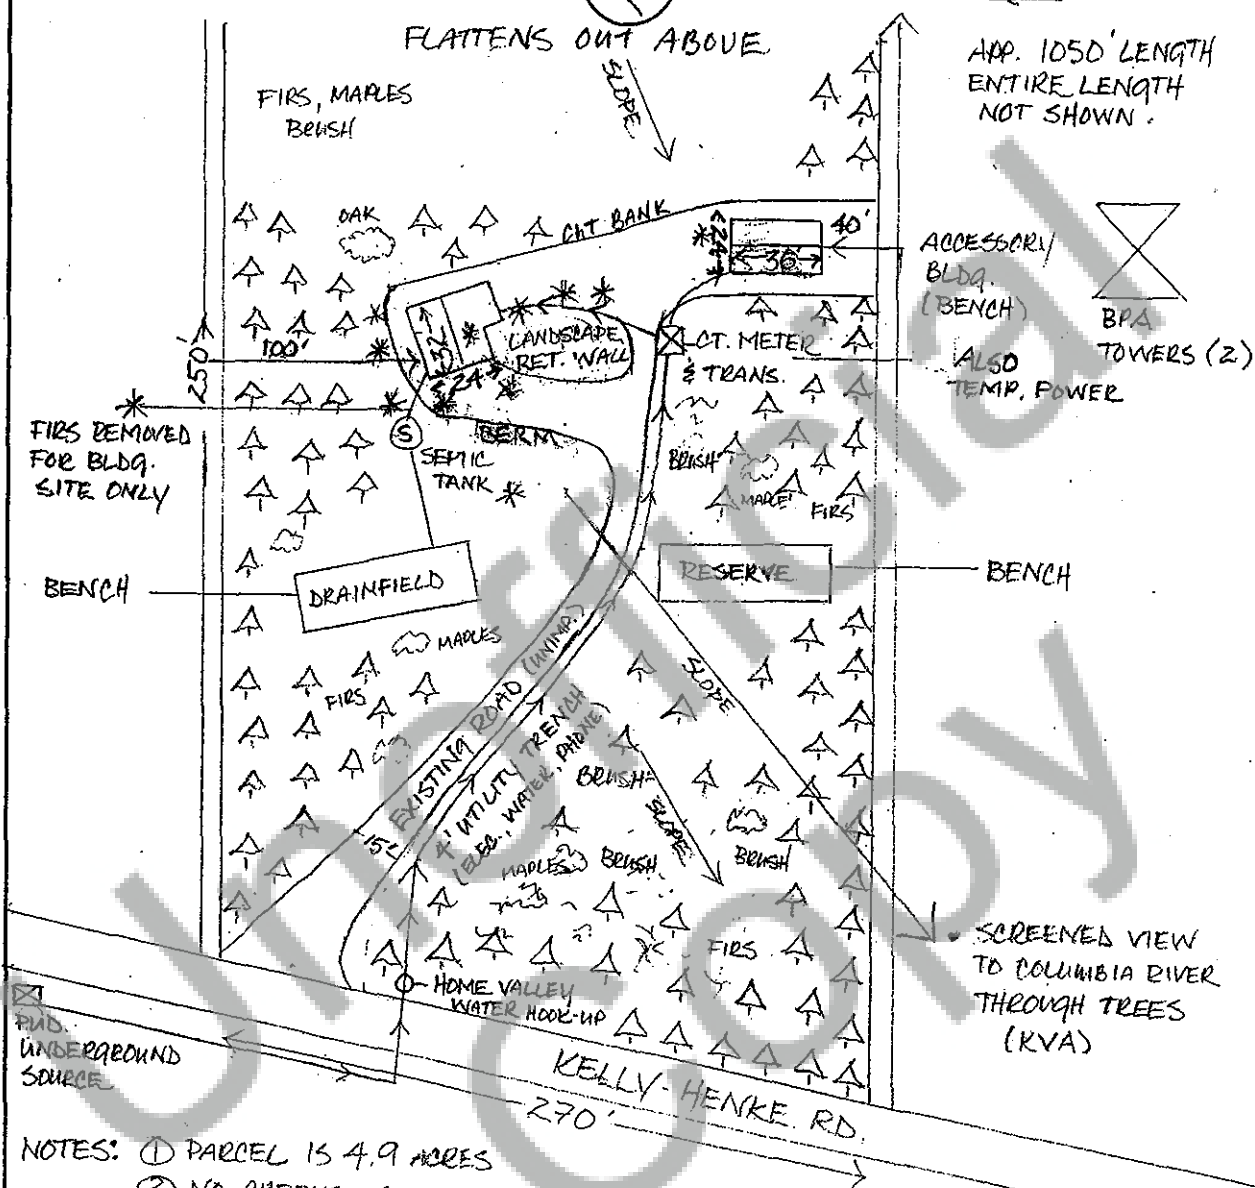 FLATTENS OUT ABOVE
APP. 1050' LENGTH
ENTIRE LENGTH
NOT SHOWN.
SLOPE
FIRS, MAPLES
BRUSH
OAK
CUT BANK
24'
36'
40'
ACCESSORY
BLDG.
(BENCH)
BPA
TOWERS (2)
32'
24'
LANDSCAPE
RET. WALL
CT. METER
& TRANS.
ALSO
TEMP. POWER
250'
100'
FIRS REMOVED
FOR BLDG.
SITE ONLY
S
SEPTIC
TANK
BERM
BRUSH
MAPLE
FIRS
BENCH
DRAINFIELD
RESERVE
BENCH
MAPLES
FIRS
SLOPE
EXISTING ROAD (UNIMP.)
4' UTILITY TRENCH
(ELEC., WATER, PHONE)
15'
BRUSH
SLOPE
MAPLES
BRUSH
BRUSH
FIRS
SCREENED VIEW
TO COLUMBIA RIVER
THROUGH TREES
(KVA)
HOME VALLEY
WATER HOOK-UP
PUD
UNDERGROUND
SOURCE
KELLY-HENKE RD.
270'
NOTES: ① PARCEL IS 4.9 ACRES
② NO
Unofficial
Copy